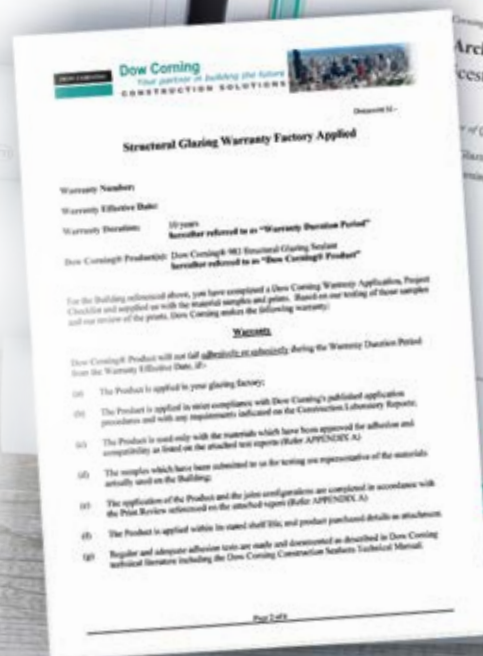 DOW CORNING
Dow Corning
Your partner in building the future
CONSTRUCTION SOLUTIONS
Structural Glazing Warranty Factory Applied
Warranty Number:
Warranty Effective Date:
Warranty Duration: 10 years
hereafter referred to as “Warranty Duration Period”
Dow Corning® Product(s): Dow Corning® 983 Structural Glazing Sealant
hereafter referred to as “Dow Corning® Product”
For the Building referenced above, you have completed a Dow Corning Warranty Application, Project
Checklist and supplied us with the material samples and prints. Based on our testing of those samples
and our review of the prints, Dow Corning makes the following warranty:
Warranty
Dow Corning® Product will not fail adhesively or cohesively during the Warranty Duration Period
from the Warranty Effective Date, if:-
(a) The Product is applied in your glazing factory;
(b) The Product is applied in strict compliance with Dow Corning's published application
procedures and with any requirements indicated on the Construction Laboratory Reports;
(c) The Product is used only with the materials which have been approved for adhesion and
compatibility as listed on the attached test reports (Refer APPENDIX A)
(d) The samples which have been submitted to us for testing are representative of the materials
actually used on the Building;
(e) The application of the Product and the joint configurations are completed in accordance with
the Print Review referenced on the attached report (Refer APPENDIX A)
(f) The Product is applied within its stated shelf life, and product purchased details as attachment.
(g) Regular and adequate adhesion tests are made and documented as described in Dow Corning
technical literature including the Dow Corning Construction Sealants Technical Manual.